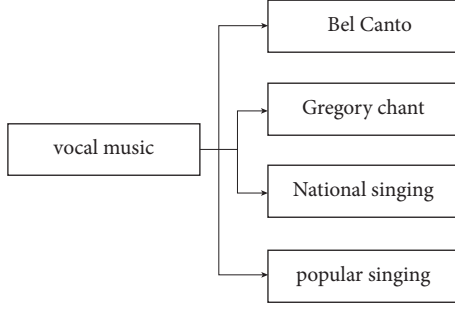 Bel Canto
Gregory chant
vocal music
National singing
popular singing